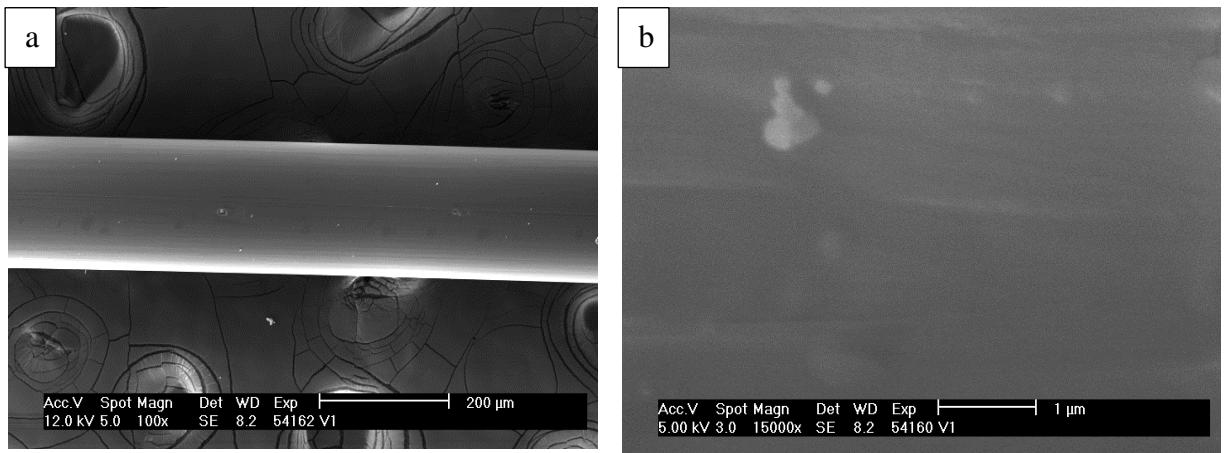 a
Acc.V Spot Magn Det WD Exp 200 µm
12.0 kV 5.0 100x SE 8.2 54162 V1
b
Acc.V Spot Magn Det WD Exp 1 µm
5.00 kV 3.0 15000x SE 8.2 54160 V1